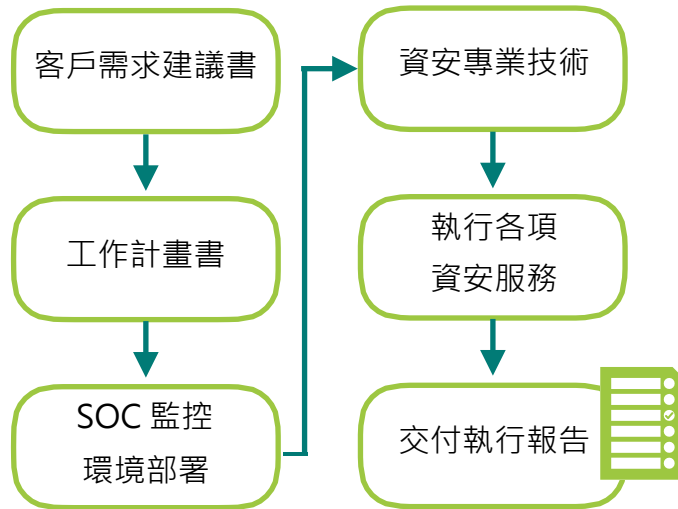 客戶需求建議書
工作計畫書
SOC 監控
環境部署
資安專業技術
執行各項
資安服務
交付執行報告